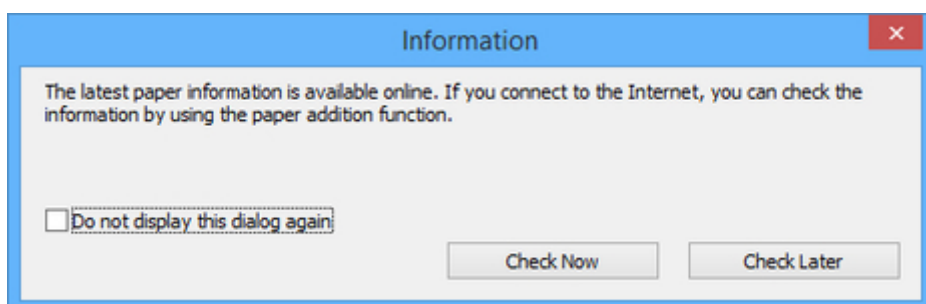 Information
The latest paper information is available online. If you connect to the Internet, you can check the
information by using the paper addition function.
Do not display this dialog again
Check Now Check Later